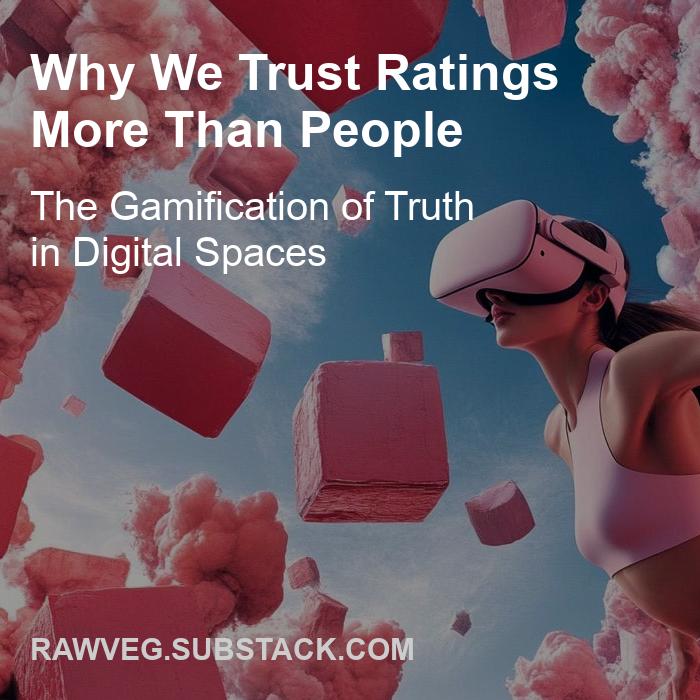 Why We Trust Ratings
More Than People
The Gamification of Truth
in Digital Spaces
RAWVEG.SUBSTACK.COM